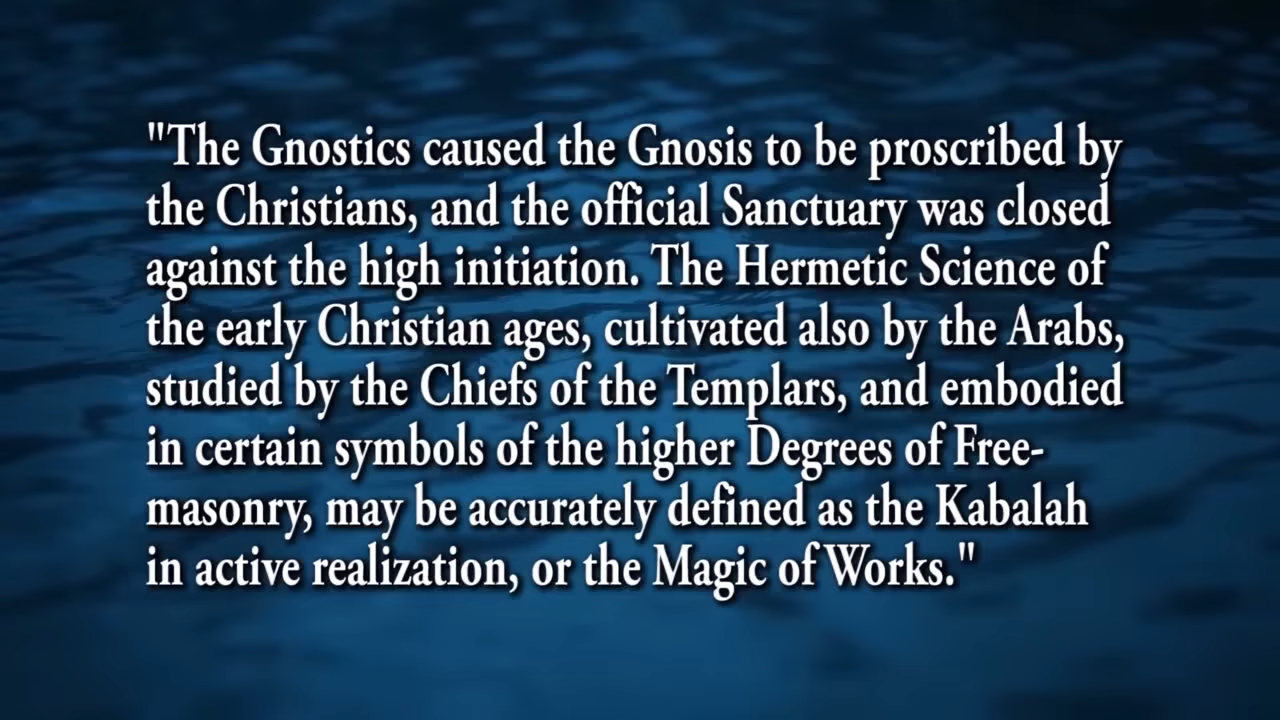 "The Gnostics caused the Gnosis to be proscribed by
the Christians, and the official Sanctuary was closed
against the high initiation. The Hermetic Science of
the early Christian ages, cultivated also by the Arabs,
studied by the Chiefs of the Templars, and embodied
in certain symbols of the higher Degrees of Free-
masonry, may be accurately defined as the Kabalah
in active realization, or the Magic of Works."